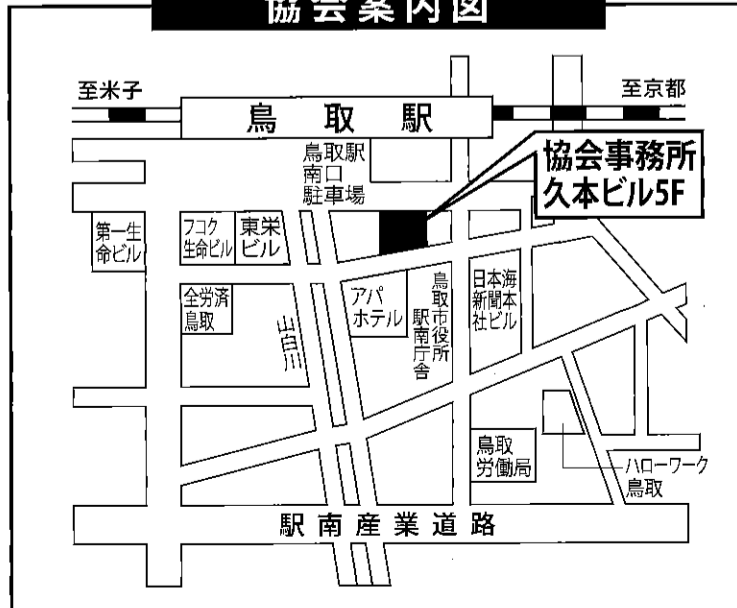 協会案内図
至米子
至京都
鳥取駅
鳥取駅
南口
駐車場
協会事務所
久本ビル5F
第一生
命ビル
フコク
生命ビル
東栄
ビル
全労済
鳥取
山白川
アパ
ホテル
鳥取市役所
駅南庁舎
日本海
新聞本
社ビル
鳥取
労働局
ハローワーク
鳥取
駅南産業道路